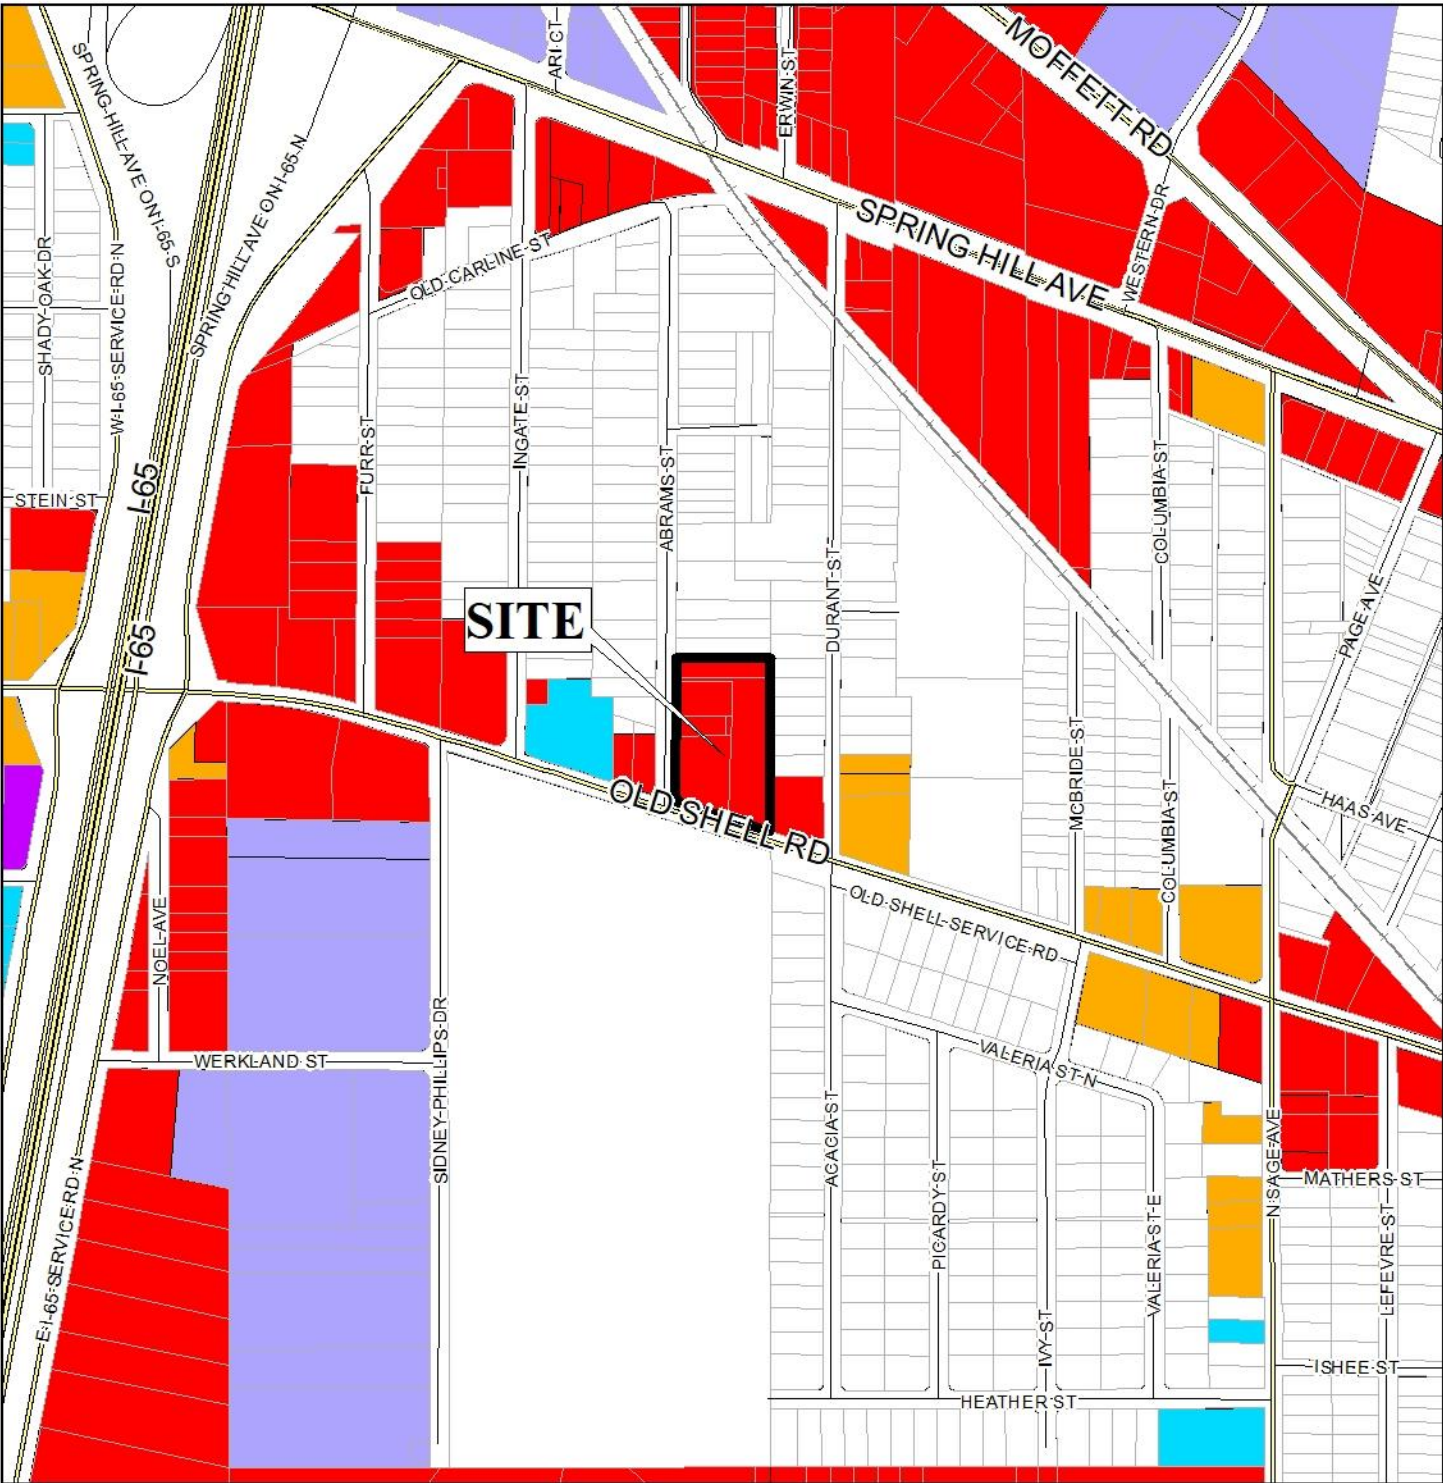 ARI CT
ERWIN ST
MOFFETT RD
SPRING HILL AVE ON I-65 S
SPRING HILL AVE ON I-65 N
SHADY OAK DR
W I-65 SERVICE RD N
OLD CARLINE ST
SPRING HILL AVE
WESTERN DR
STEIN ST
I-65
I-65
FURR ST
INGATE ST
ABRAMS ST
DURANT ST
COLUMBIA ST
PAGE AVE
SITE
MCBRIDE ST
COLUMBIA ST
HAAS AVE
OLD SHELL RD
OLD SHELL SERVICE RD
NOEL AVE
SIDNEY PHILLIPS DR
WERKLAND ST
VALERIA ST N
ACACIA ST
PICARDY ST
IVY ST
VALERIA ST E
N SAGE AVE
MATHERS ST
LEFEVRE ST
E I-65 SERVICE RD N
ISHEE ST
HEATHER ST